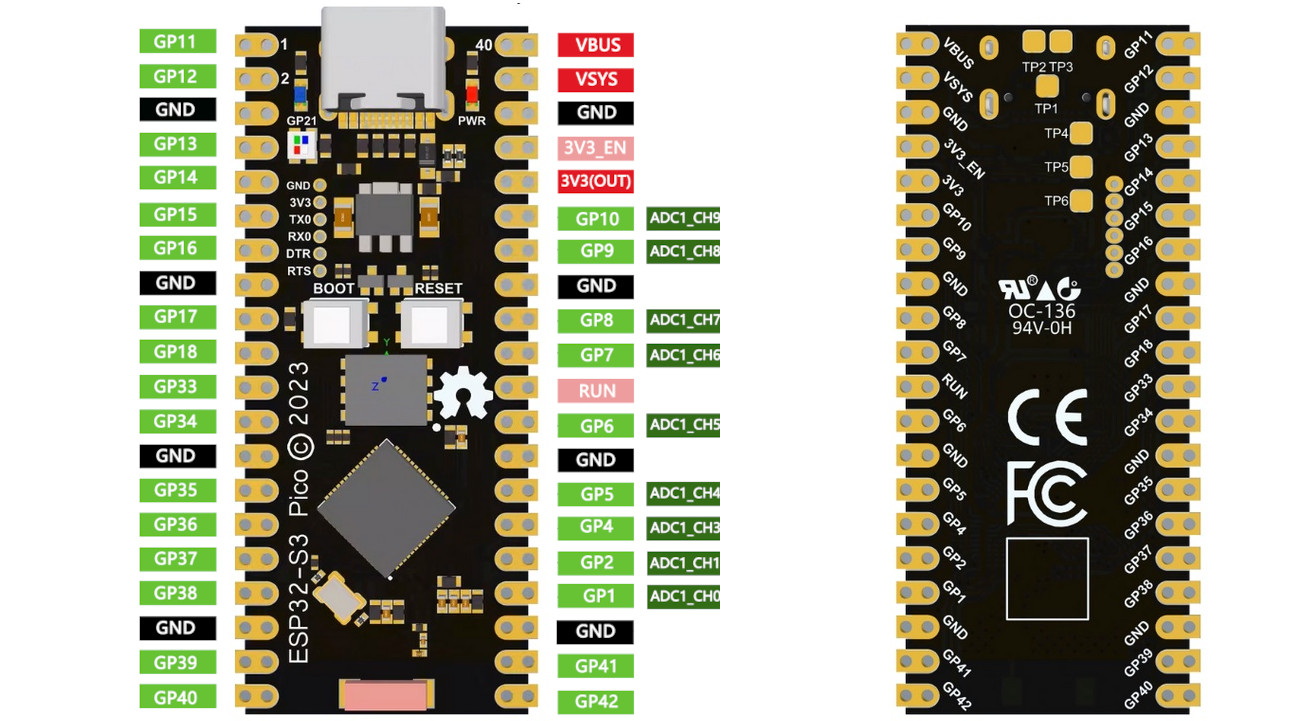 GP11
GP12
GND
GP13
GP14
GP15
GP16
GND
GP17
GP18
GP33
GP34
GND
GP35
GP36
GP37
GP38
GND
GP39
GP40
1
2
40
GP21
PWR
GND
3V3
TX0
RX0
DTR
RTS
BOOT
RESET
Y
Z
ESP32-S3 Pico © 2023
VBUS
VSYS
GND
3V3_EN
3V3(OUT)
GP10 ADC1_CH9
GP9 ADC1_CH8
GND
GP8 ADC1_CH7
GP7 ADC1_CH6
RUN
GP6 ADC1_CH5
GND
GP5 ADC1_CH4
GP4 ADC1_CH3
GP2 ADC1_CH1
GP1 ADC1_CH0
GND
GP41
GP42
VBUS
VSYS
GND
3V3_EN
3V3
GP10
GP9
GND
GP8
GP7
RUN
GP6
GND
GP5
GP4
GP2
GP1
GND
GP41
GP42
TP2 TP3
TP1
TP4
TP5
TP6
OC-136
94V-0H
CE
FC
GP11
GP12
GND
GP13
GP14
GP15
GP16
GND
GP17
GP18
GP33
GP34
GND
GP35
GP36
GP37
GP38
GND
GP39
GP40